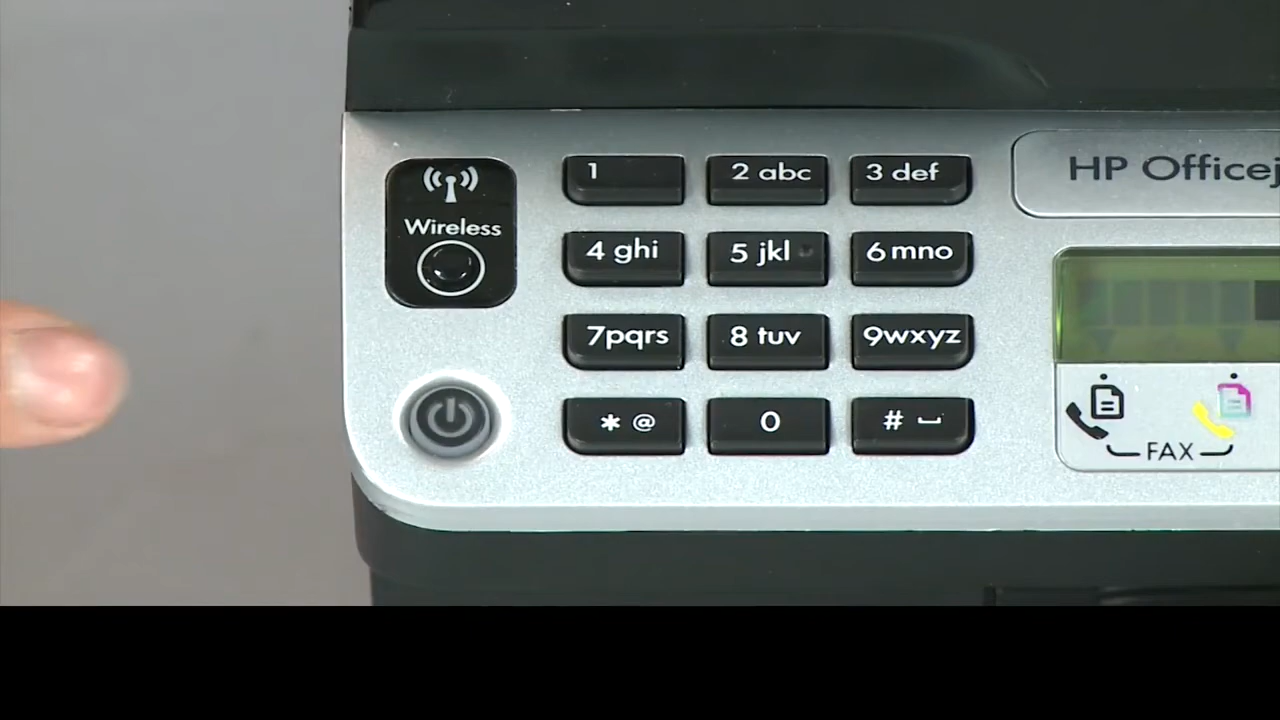 HP Officej
Wireless
1
2 abc
3 def
4 ghi
5 jkl
6 mno
7pqrs
8 tuv
9wxyz
* @
0
#
FAX